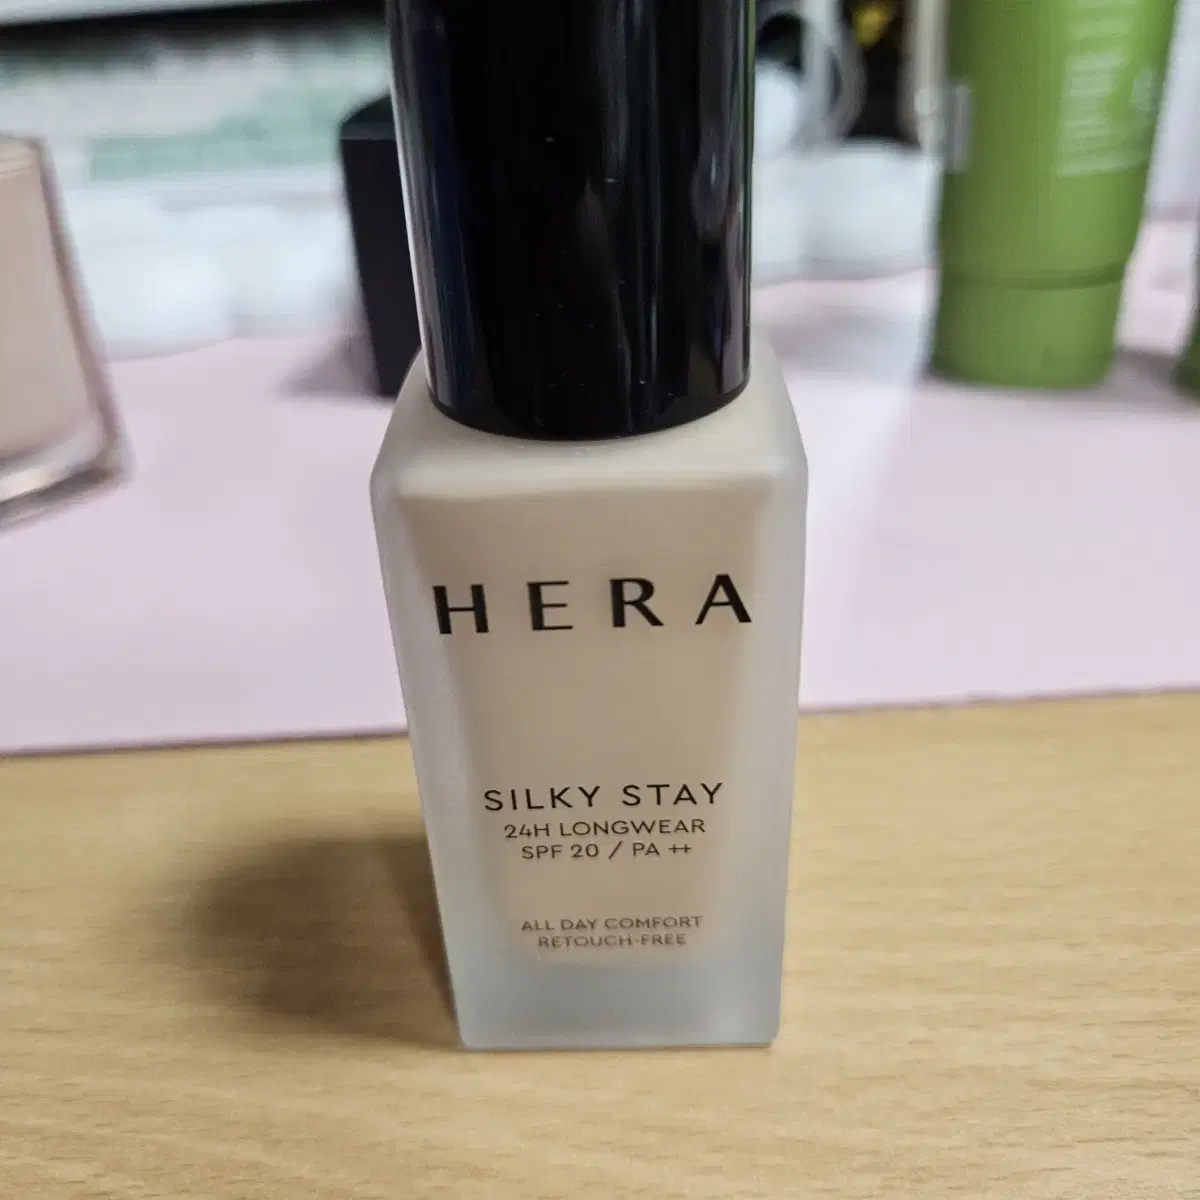 HERA
SILKY STAY
24H LONGWEAR
SPF 20 / PA ++
ALL DAY COMFORT
RETOUCH-FREE